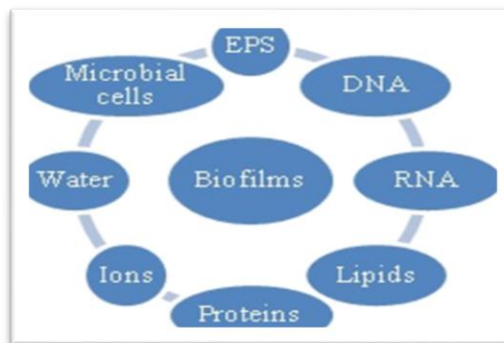 EPS
DNA
RNA
Lipids
Proteins
Ions
Water
Microbial
cells
Biofilms